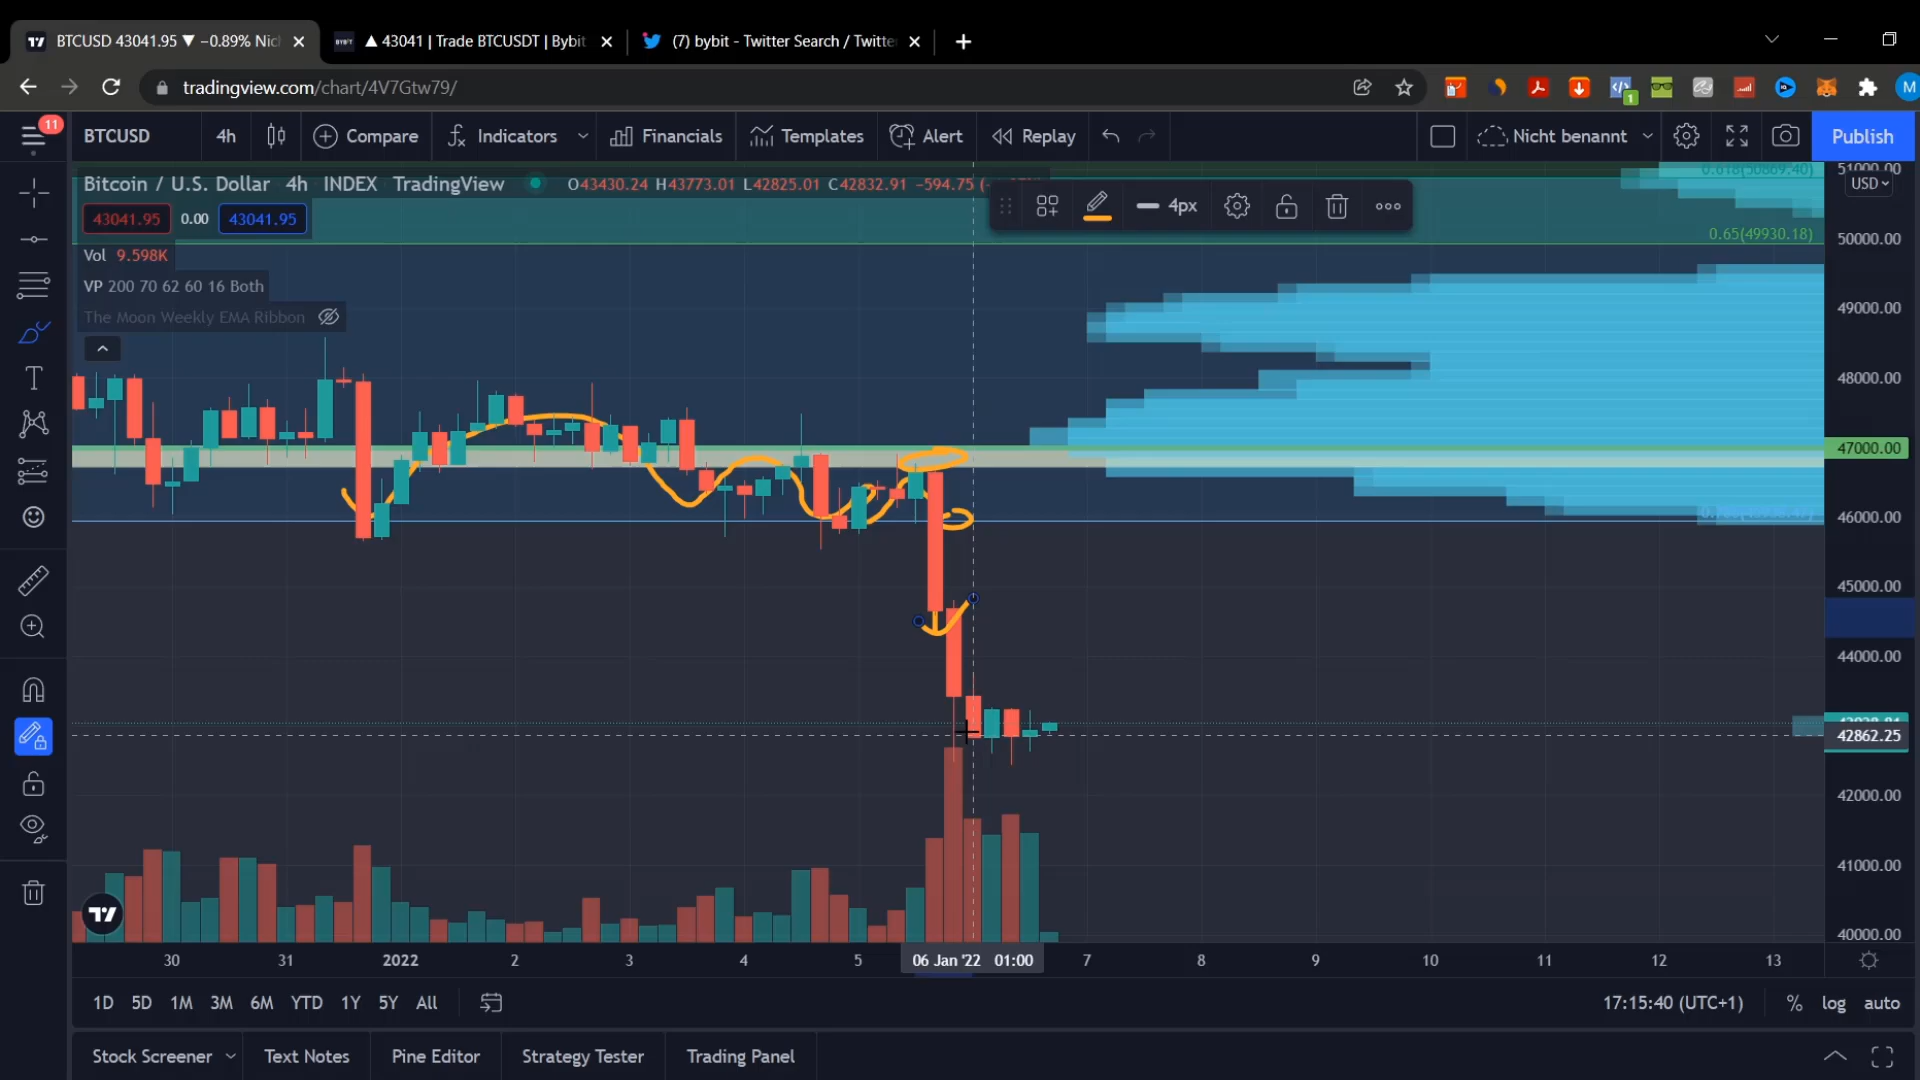 BTCUSD 43041.95 ▼ −0.89% Nic
▲ 43041 | Trade BTCUSDT | Bybit
(7) bybit - Twitter Search / Twitte
tradingview.com/chart/4V7Gtw79/
1
M
11
BTCUSD
4h
Compare
Indicators
Financials
Templates
Alert
Replay
Nicht benannt
Publish
Bitcoin / U.S. Dollar 4h INDEX TradingView
O43430.24 H43773.01 L42825.01 C42832.91 −594.75
43041.95
0.00
43041.95
Vol 9.598K
VP 200 70 62 60 16 Both
The Moon Weekly EMA Ribbon
4px
0.618(50869.40)
0.65(49930.18)
51000.00
USD
50000.00
49000.00
48000.00
47000.00
46000.00
45000.00
44000.00
42862.25
42000.00
41000.00
40000.00
30
31
2022
2
3
4
5
06 Jan '22 01:00
7
8
9
10
11
12
13
1D
5D
1M
3M
6M
YTD
1Y
5Y
All
17:15:40 (UTC+1)
%
log
auto
Stock Screener
Text Notes
Pine Editor
Strategy Tester
Trading Panel